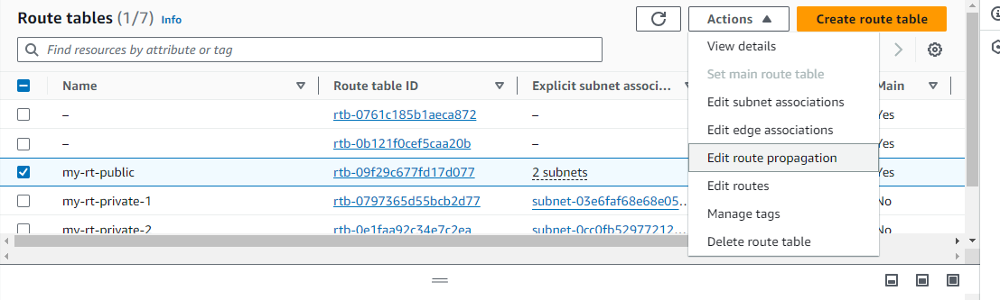 Route tables (1/7) Info
Actions
Create route table
Find resources by attribute or tag
View details
Set main route table
Edit subnet associations
Edit edge associations
Edit route propagation
Edit routes
Manage tags
Delete route table
Name Route table ID Explicit subnet associ... Main
– rtb-0761c185b1aeca872 – Yes
– rtb-0b121f0cef5caa20b – Yes
my-rt-public rtb-09f29c677fd17d077 2 subnets Yes
my-rt-private-1 rtb-0797365d55bcb2d77 subnet-03e6faf68e68e05... No
my-rt-private-2 rtb-0e1faa92c34e7c2ea subnet-0cc0fb52977212... No